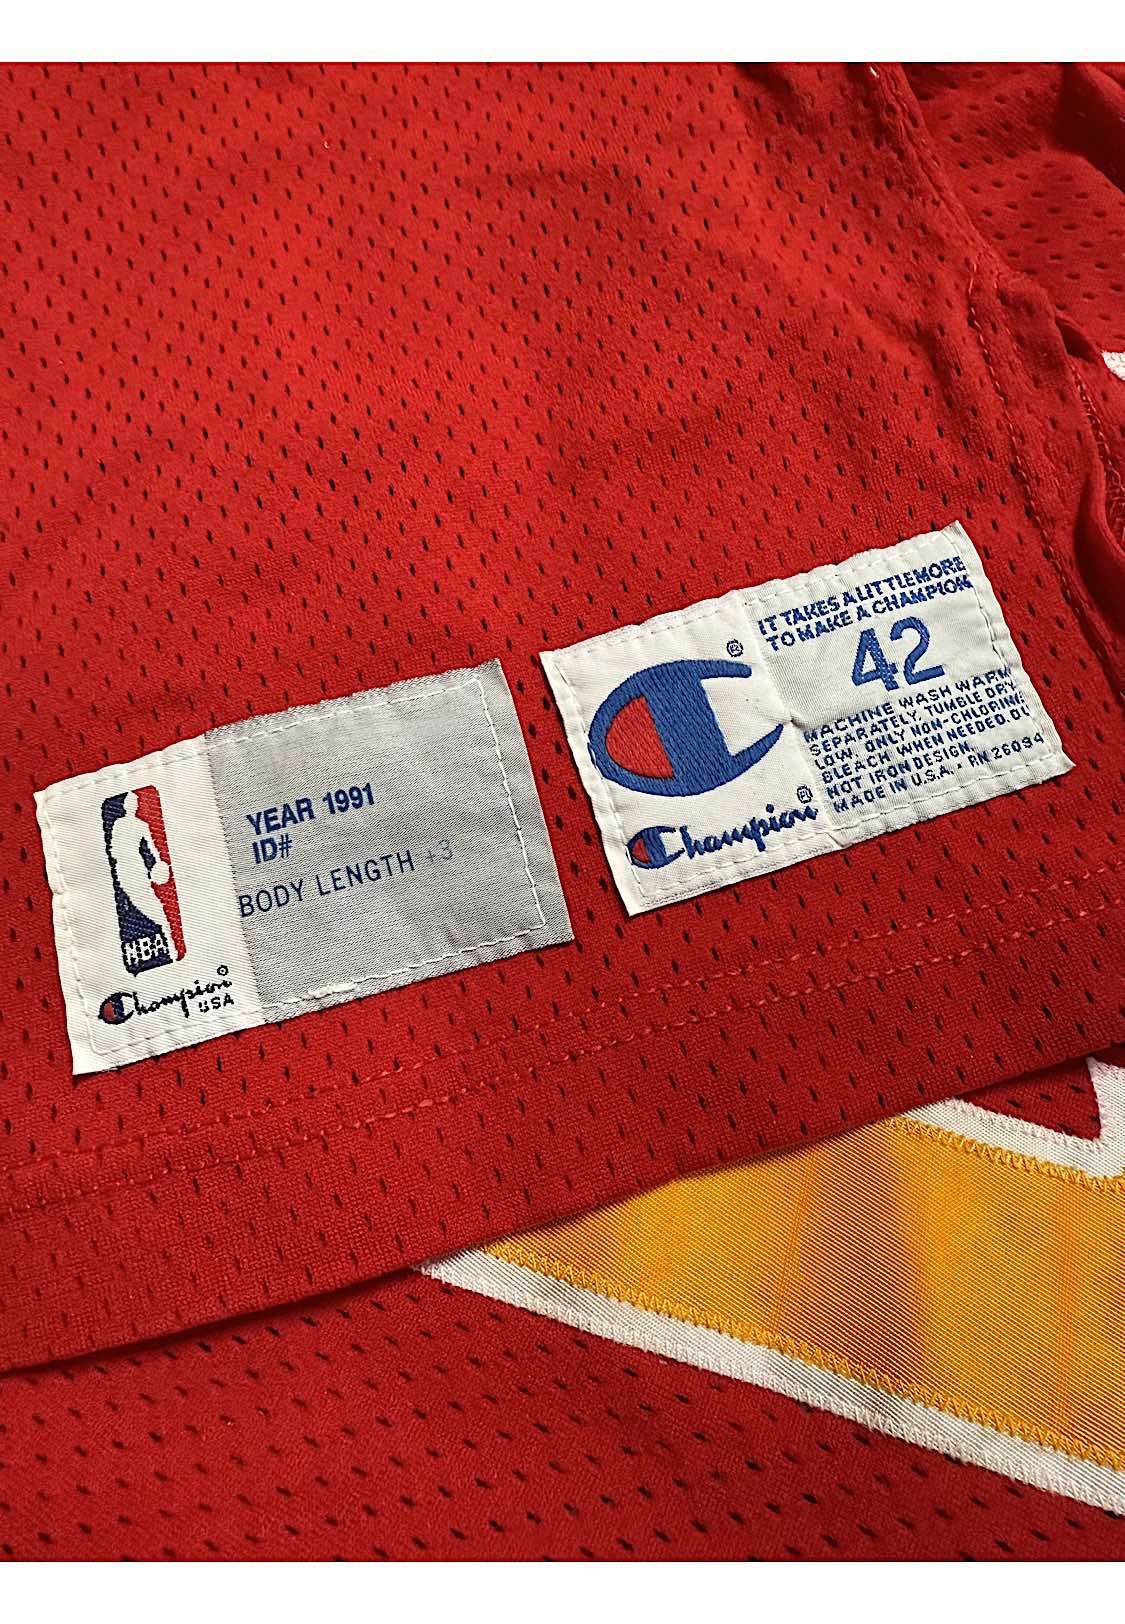 NBA
Champion®
USA
YEAR 1991
ID#
BODY LENGTH +3
®
Champion®
IT TAKES A LITTLE MORE
TO MAKE A CHAMPION
42
MACHINE WASH WARM
SEPARATELY, TUMBLE DRY
LOW. ONLY NON-CHLORINE
BLEACH WHEN NEEDED. DO
NOT IRON DESIGN.
MADE IN U.S.A. • RN 26094